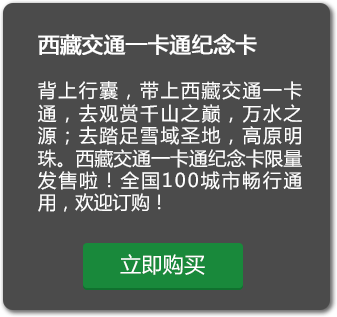 西藏交通一卡通纪念卡
背上行囊，带上西藏交通一卡
通，去观赏千山之巅，万水之
源；去踏足雪域圣地，高原明
珠。西藏交通一卡通纪念卡限量
发售啦！全国100城市畅行通
用，欢迎订购！
立即购买